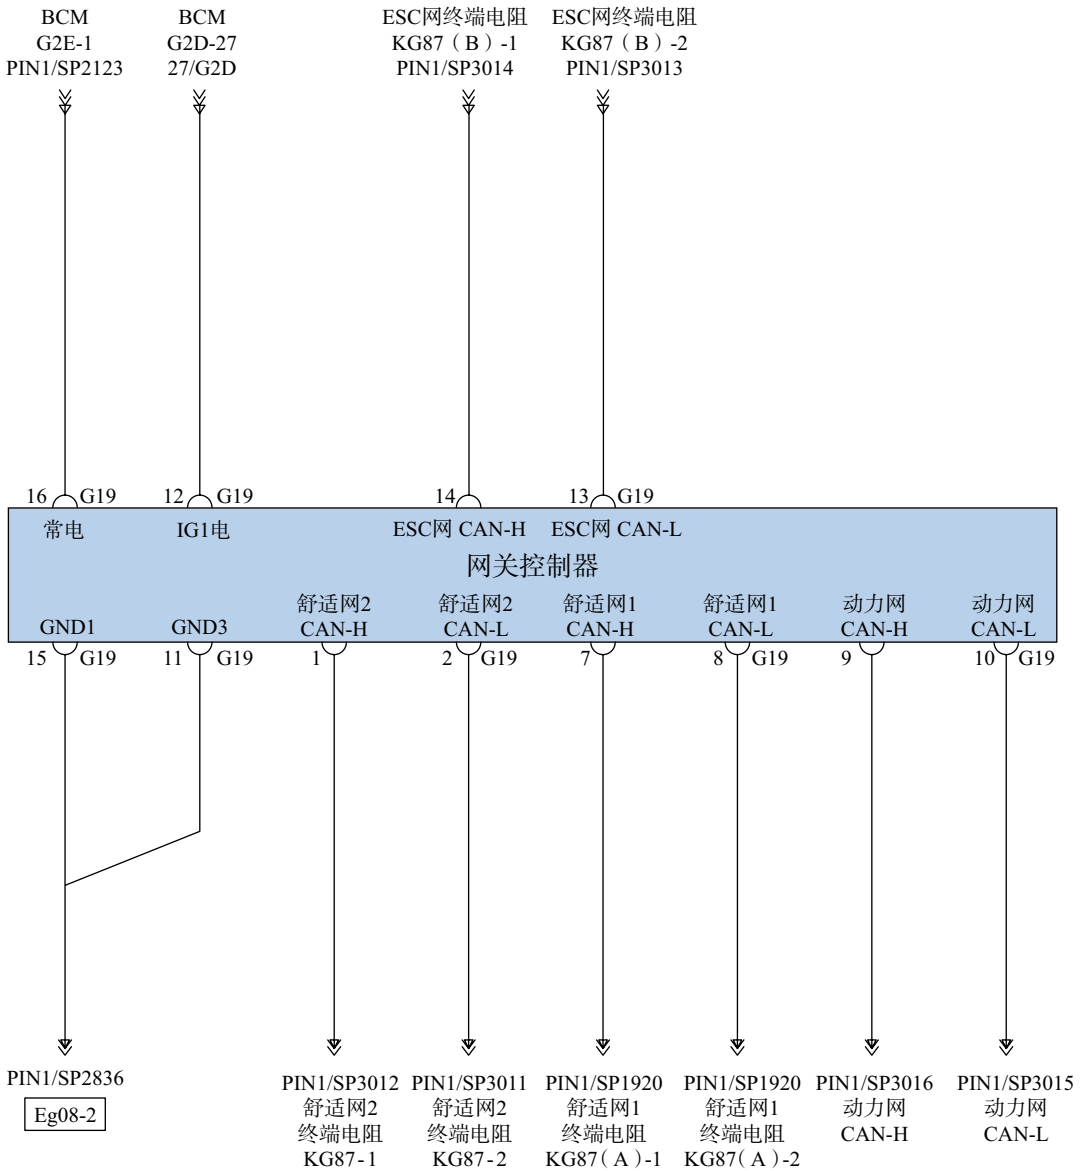 BCM
G2E-1
PIN1/SP2123
BCM
G2D-27
27/G2D
ESC网终端电阻
KG87（B）-1
PIN1/SP3014
ESC网终端电阻
KG87（B）-2
PIN1/SP3013
16 G19
12 G19
14
13 G19
常电
IG1电
ESC网 CAN-H
ESC网 CAN-L
网关控制器
GND1
GND3
舒适网2
CAN-H
舒适网2
CAN-L
舒适网1
CAN-H
舒适网1
CAN-L
动力网
CAN-H
动力网
CAN-L
15 G19
11 G19
1
2 G19
7
8 G19
9
10 G19
PIN1/SP2836
Eg08-2
PIN1/SP3012
舒适网2
终端电阻
KG87-1
PIN1/SP3011
舒适网2
终端电阻
KG87-2
PIN1/SP1920
舒适网1
终端电阻
KG87（A）-1
PIN1/SP1920
舒适网1
终端电阻
KG87（A）-2
PIN1/SP3016
动力网
CAN-H
PIN1/SP3015
动力网
CAN-L